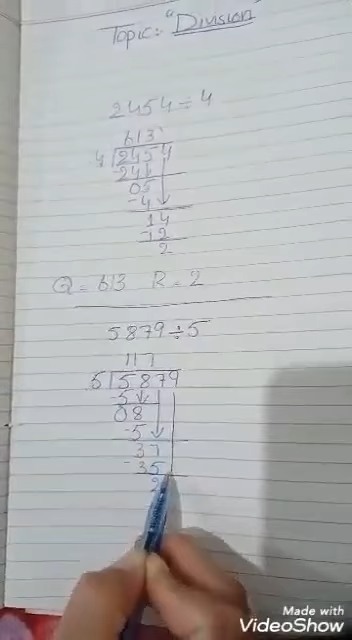 Topic: "Division"
2454 ÷ 4
613
4 2454
-24
05
-4
14
-12
2
Q = 613 R = 2
5879 ÷ 5
117
5 5879
-5
08
-5
37
-35
2
Made with
VideoShow